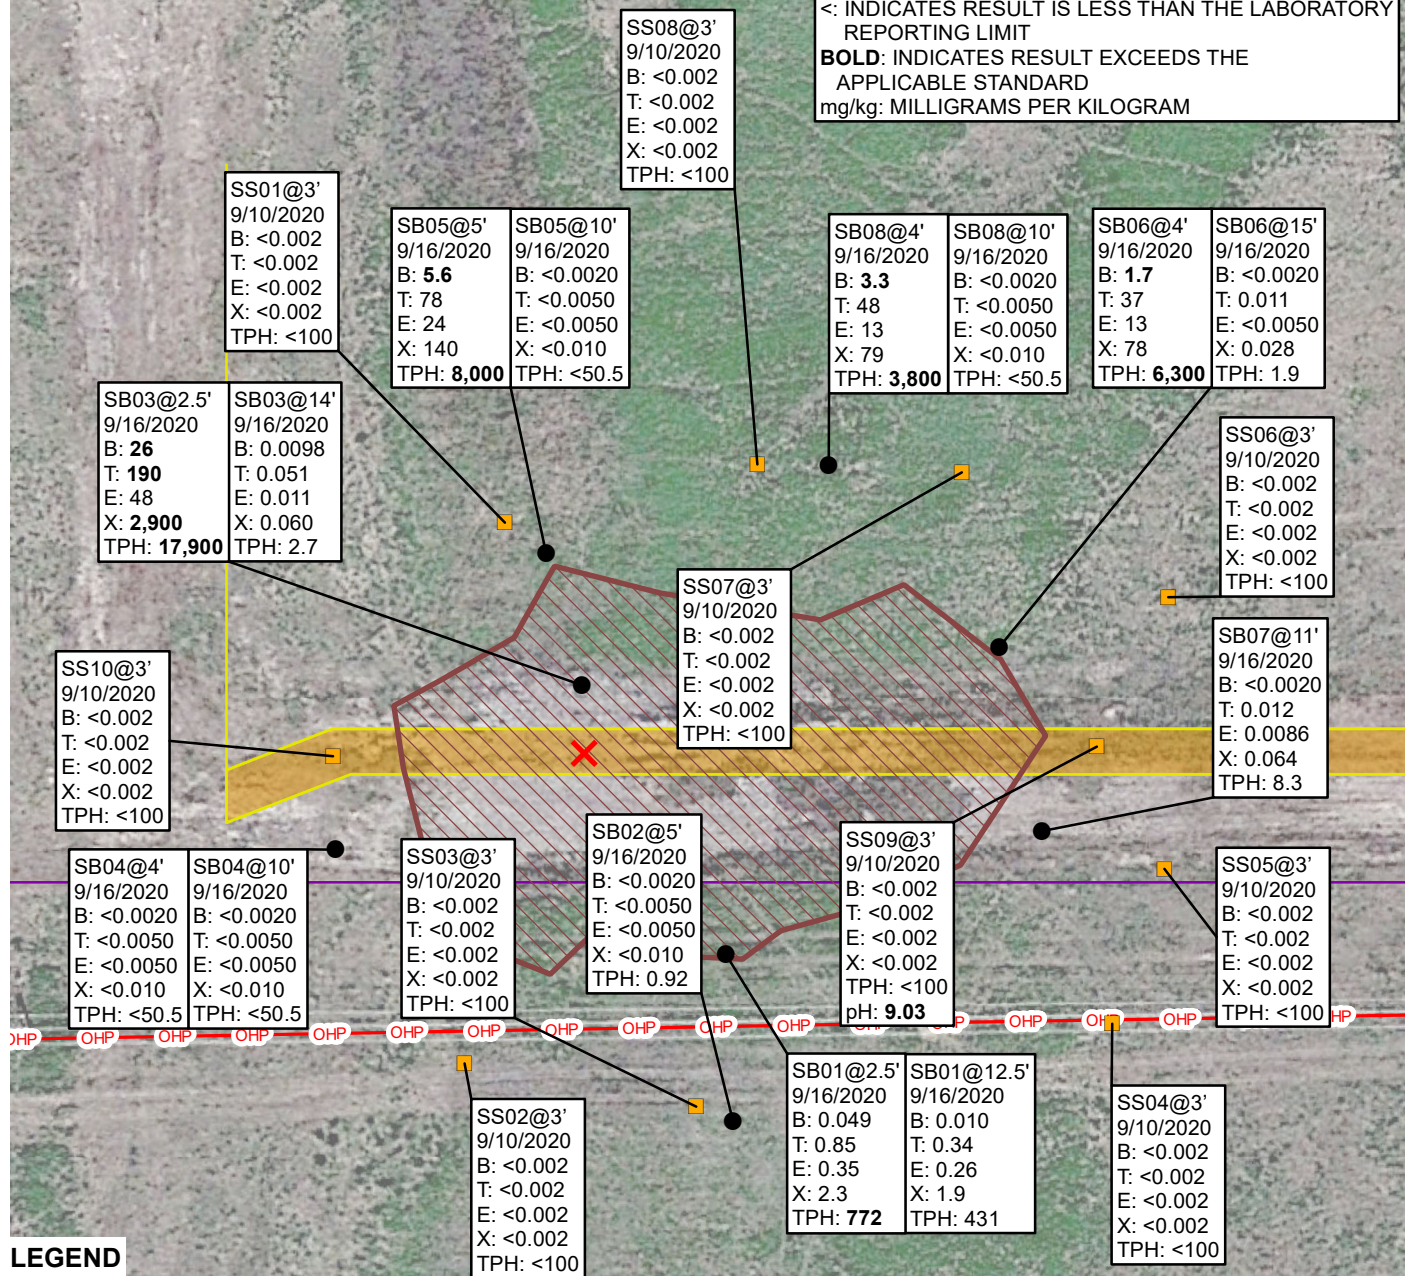 <: INDICATES RESULT IS LESS THAN THE LABORATORY
REPORTING LIMIT
BOLD: INDICATES RESULT EXCEEDS THE
APPLICABLE STANDARD
mg/kg: MILLIGRAMS PER KILOGRAM
SS08@3’
9/10/2020
B: <0.002
T: <0.002
E: <0.002
X: <0.002
TPH: <100
SS01@3’
9/10/2020
B: <0.002
T: <0.002
E: <0.002
X: <0.002
TPH: <100
SB05@5'
9/16/2020
B: 5.6
T: 78
E: 24
X: 140
TPH: 8,000
SB05@10'
9/16/2020
B: <0.0020
T: <0.0050
E: <0.0050
X: <0.010
TPH: <50.5
SB08@4'
9/16/2020
B: 3.3
T: 48
E: 13
X: 79
TPH: 3,800
SB08@10'
9/16/2020
B: <0.0020
T: <0.0050
E: <0.0050
X: <0.010
TPH: <50.5
SB06@4'
9/16/2020
B: 1.7
T: 37
E: 13
X: 78
TPH: 6,300
SB06@15'
9/16/2020
B: <0.0020
T: 0.011
E: <0.0050
X: 0.028
TPH: 1.9
SB03@2.5'
9/16/2020
B: 26
T: 190
E: 48
X: 2,900
TPH: 17,900
SB03@14'
9/16/2020
B: 0.0098
T: 0.051
E: 0.011
X: 0.060
TPH: 2.7
SS06@3’
9/10/2020
B: <0.002
T: <0.002
E: <0.002
X: <0.002
TPH: <100
SS07@3’
9/10/2020
B: <0.002
T: <0.002
E: <0.002
X: <0.002
TPH: <100
SB07@11'
9/16/2020
B: <0.0020
T: 0.012
E: 0.0086
X: 0.064
TPH: 8.3
SS10@3’
9/10/2020
B: <0.002
T: <0.002
E: <0.002
X: <0.002
TPH: <100
SB04@4'
9/16/2020
B: <0.0020
T: <0.0050
E: <0.0050
X: <0.010
TPH: <50.5
SB04@10'
9/16/2020
B: <0.0020
T: <0.0050
E: <0.0050
X: <0.010
TPH: <50.5
SS03@3’
9/10/2020
B: <0.002
T: <0.002
E: <0.002
X: <0.002
TPH: <100
SB02@5'
9/16/2020
B: <0.0020
T: <0.0050
E: <0.0050
X: <0.010
TPH: 0.92
SS09@3’
9/10/2020
B: <0.002
T: <0.002
E: <0.002
X: <0.002
TPH: <100
pH: 9.03
SS05@3’
9/10/2020
B: <0.002
T: <0.002
E: <0.002
X: <0.002
TPH: <100
OHP OHP OHP OHP OHP OHP OHP OHP OHP OHP P OHP OHP OHP HP
SS02@3’
9/10/2020
B: <0.002
T: <0.002
E: <0.002
X: <0.002
TPH: <100
SB01@2.5'
9/16/2020
B: 0.049
T: 0.85
E: 0.35
X: 2.3
TPH: 772
SB01@12.5'
9/16/2020
B: 0.010
T: 0.34
E: 0.26
X: 1.9
TPH: 431
SS04@3’
9/10/2020
B: <0.002
T: <0.002
E: <0.002
X: <0.002
TPH: <100
LEGEND